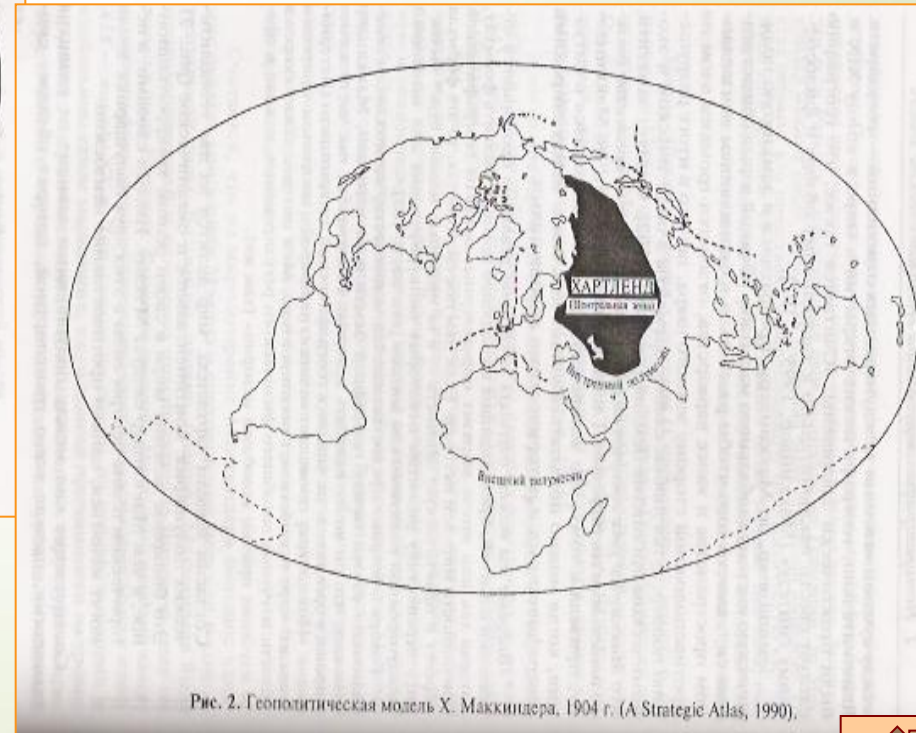 ХАРТЛЕНД
(Центральная зона)
Внутренний полумесяц
Внешний полумесяц
Рис. 2. Геополитическая модель Х. Маккиндера, 1904 г. (A Strategic Atlas, 1990).